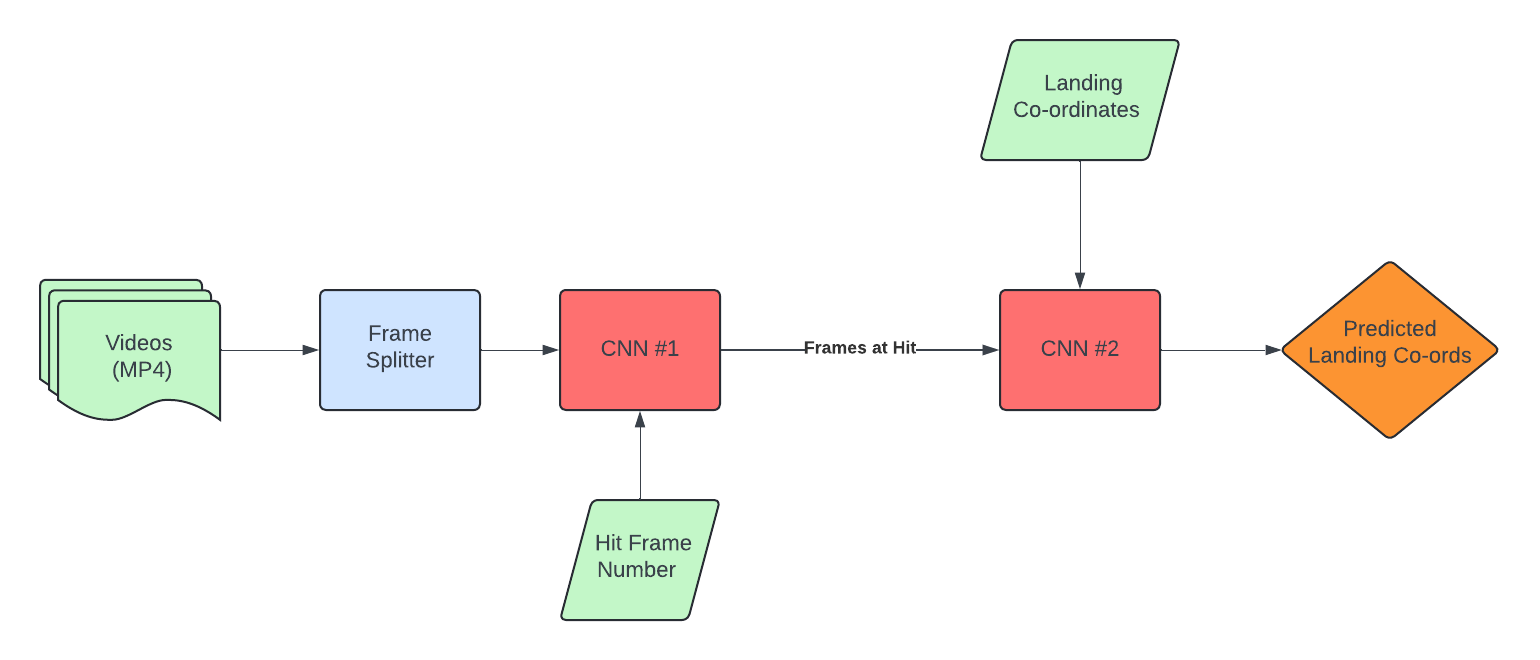 Landing
Co-ordinates
Videos
(MP4)
Frame
Splitter
CNN #1
Frames at Hit
CNN #2
Predicted
Landing Co-ords
Hit Frame
Number